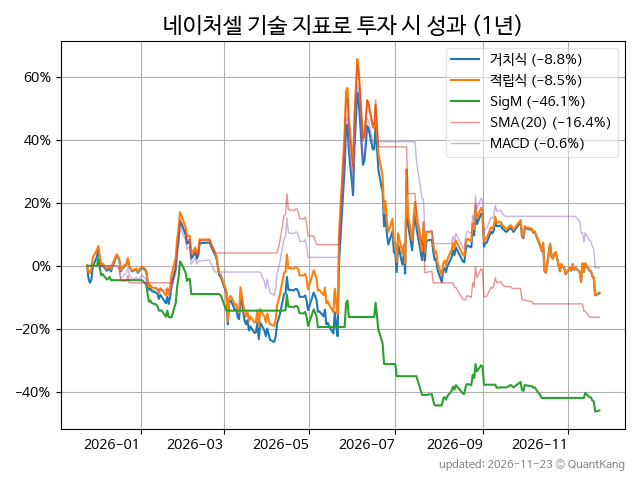 네이처셀 기술 지표로 투자 시 성과 (1년)
거치식 (−8.8%)
적립식 (−8.5%)
SigM (−46.1%)
SMA(20) (−16.4%)
MACD (−0.6%)
60%
40%
20%
0%
−20%
−40%
2026-01 2026-03 2026-05 2026-07 2026-09 2026-11
updated: 2026-11-23 © QuantKang